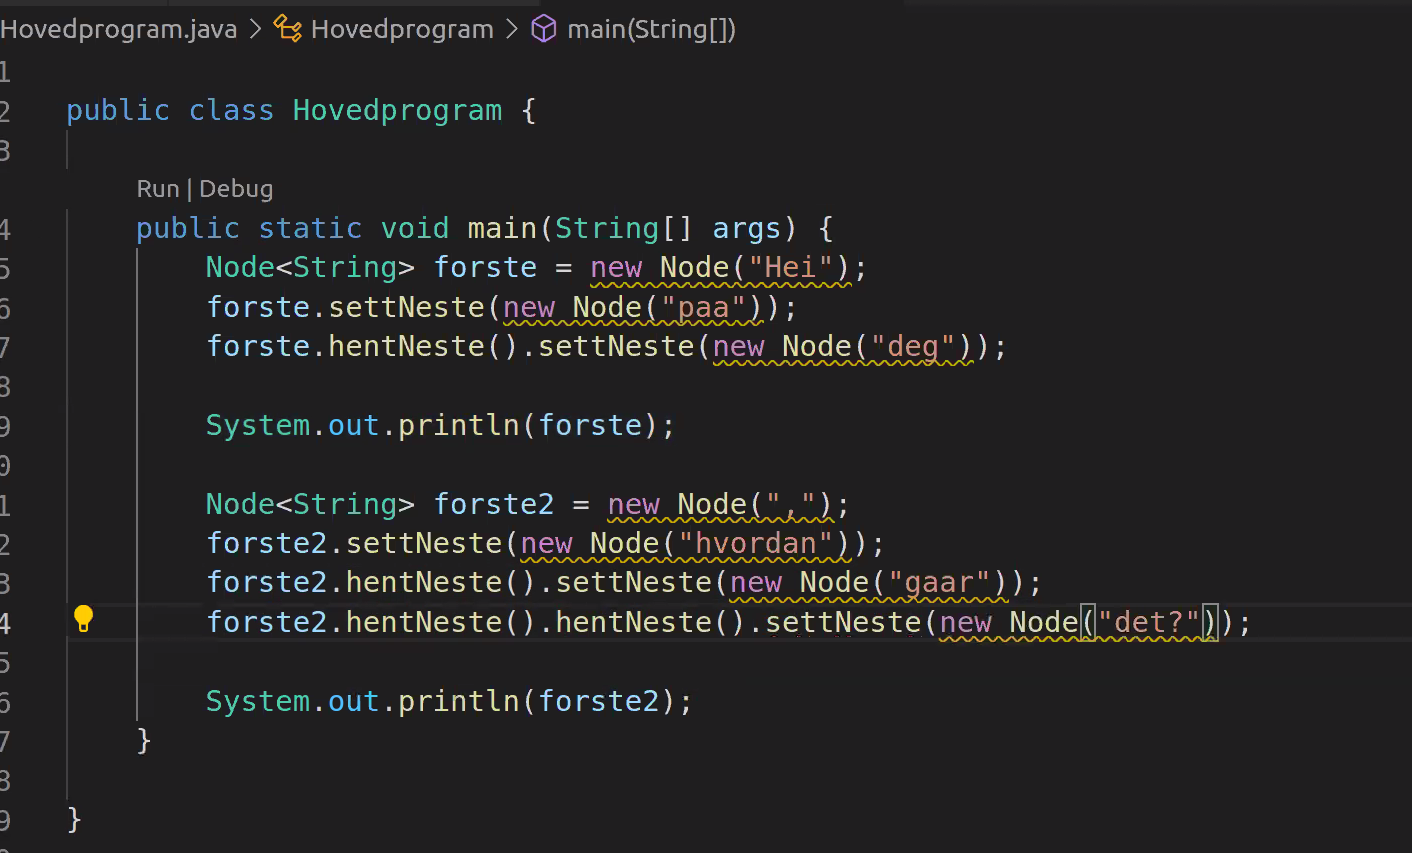 Hovedprogram.java > Hovedprogram > main(String[])
1
2 public class Hovedprogram {
3
Run | Debug
4 public static void main(String[] args) {
5 Node<String> forste = new Node("Hei");
6 forste.settNeste(new Node("paa"));
7 forste.hentNeste().settNeste(new Node("deg"));
8
9 System.out.println(forste);
0
1 Node<String> forste2 = new Node(",");
2 forste2.settNeste(new Node("hvordan"));
3 forste2.hentNeste().settNeste(new Node("gaar"));
4 forste2.hentNeste().hentNeste().settNeste(new Node("det?"));
5
6 System.out.println(forste2);
7 }
8
9 }